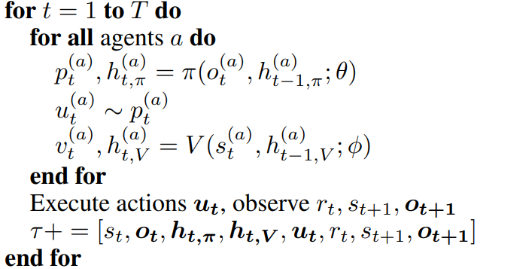 for t = 1 to T do
for all agents a do
p_t^{(a)}, h_{t,π}^{(a)} = π(o_t^{(a)}, h_{t-1,π}^{(a)}; θ)
u_t^{(a)} ∼ p_t^{(a)}
v_t^{(a)}, h_{t,V}^{(a)} = V(s_t^{(a)}, h_{t-1,V}^{(a)}; ϕ)
end for
Execute actions u_t, observe r_t, s_{t+1}, o_{t+1}
τ+ = [s_t, o_t, h_{t,π}, h_{t,V}, u_t, r_t, s_{t+1}, o_{t+1}]
end for